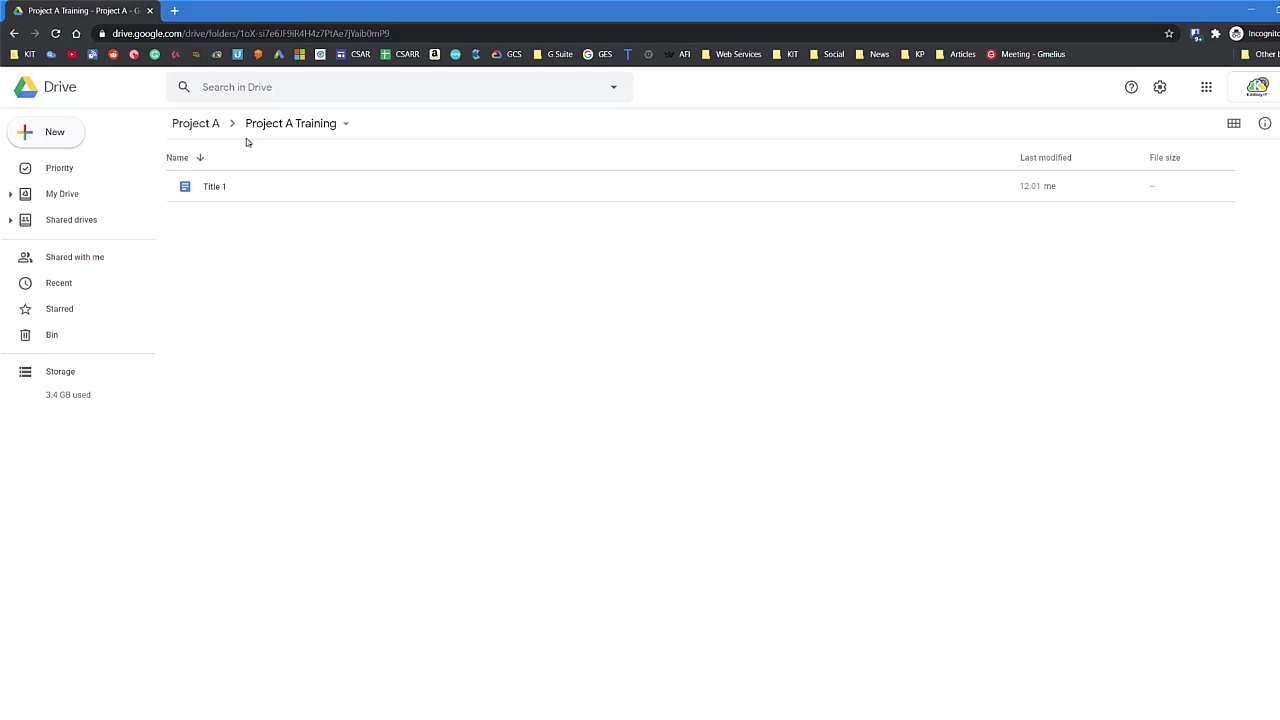 Project A Training - Project A - G
drive.google.com/drive/folders/1oX-si7e6JF9iR4H4z7PtAe7jYaib0mP9
Incognito
KIT
CSAR
CSARR
GCS
G Suite
GES
AFI
Web Services
KIT
Social
News
KP
Articles
Meeting - Gmelius
Other b
Drive
Search in Drive
New
Project A
Project A Training
Name
Last modified
File size
Title 1
12:01 me
--
Priority
My Drive
Shared drives
Shared with me
Recent
Starred
Bin
Storage
3.4 GB used